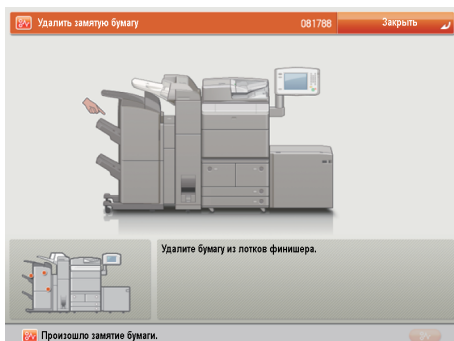 Удалить замятую бумагу
081788
Закрыть
Удалите бумагу из лотков финишера.
Произошло замятие бумаги.